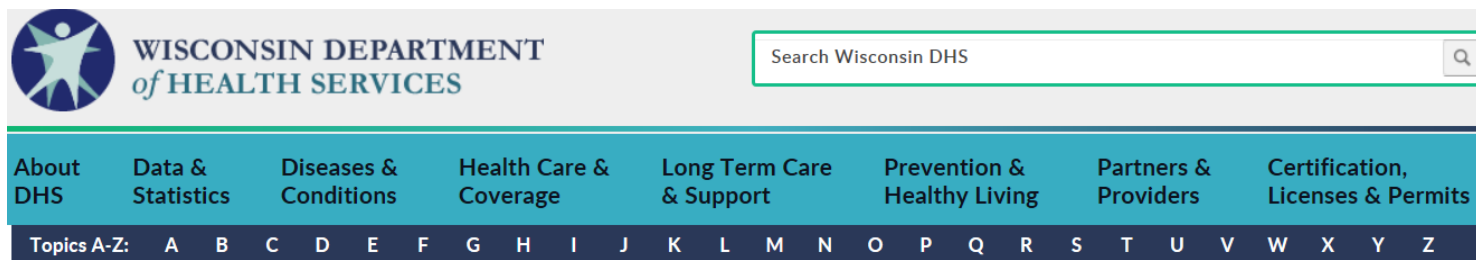 WISCONSIN DEPARTMENT
of HEALTH SERVICES
Search Wisconsin DHS
About DHS
Data & Statistics
Diseases & Conditions
Health Care & Coverage
Long Term Care & Support
Prevention & Healthy Living
Partners & Providers
Certification, Licenses & Permits
Topics A-Z: A B C D E F G H I J K L M N O P Q R S T U V W X Y Z